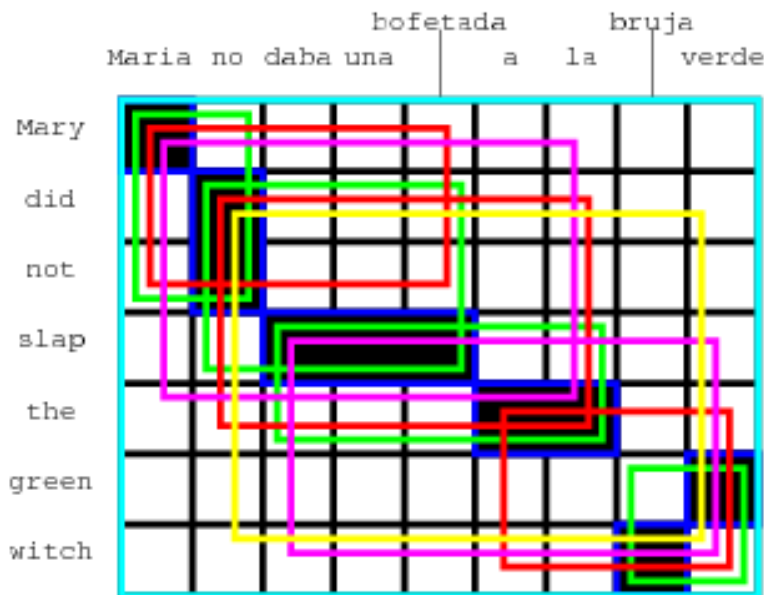 bofetada bruja
Maria no daba una a la verde
Mary
did
not
slap
the
green
witch